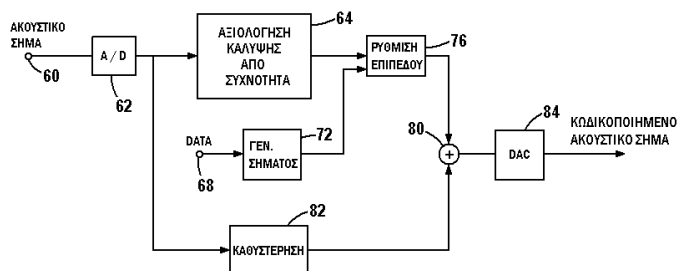 ΑΚΟΥΣΤΙΚΟ
ΣΗΜΑ
60
A / D
62
ΑΞΙΟΛΟΓΗΣΗ
ΚΑΛΥΨΗΣ
ΑΠΟ
ΣΥΧΝΟΤΗΤΑ
64
ΡΥΘΜΙΣΗ
ΕΠΙΠΕΔΟΥ
76
DATA
68
ΓΕΝ.
ΣΗΜΑΤΟΣ
72
80
+
DAC
84
ΚΩΔΙΚΟΠΟΙΗΜΕΝΟ
ΑΚΟΥΣΤΙΚΟ ΣΗΜΑ
ΚΑΘΥΣΤΕΡΗΣΗ
82